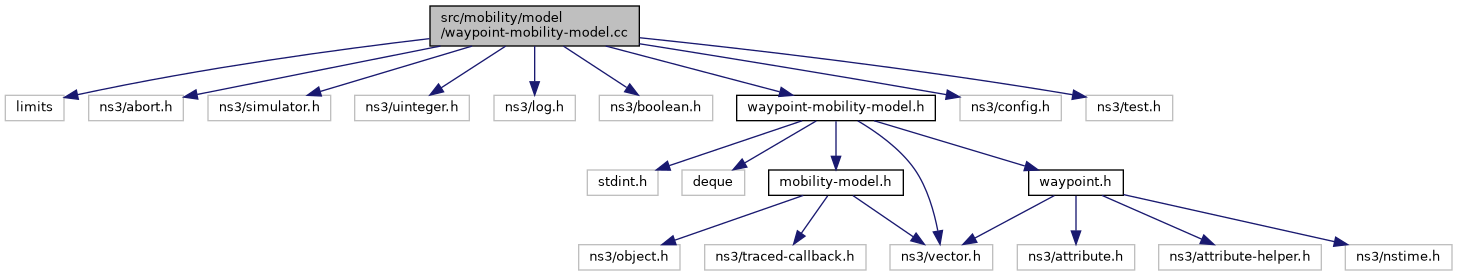 src/mobility/model
/waypoint-mobility-model.cc
limits
ns3/abort.h
ns3/simulator.h
ns3/uinteger.h
ns3/log.h
ns3/boolean.h
waypoint-mobility-model.h
ns3/config.h
ns3/test.h
stdint.h
deque
mobility-model.h
waypoint.h
ns3/object.h
ns3/traced-callback.h
ns3/vector.h
ns3/attribute.h
ns3/attribute-helper.h
ns3/nstime.h